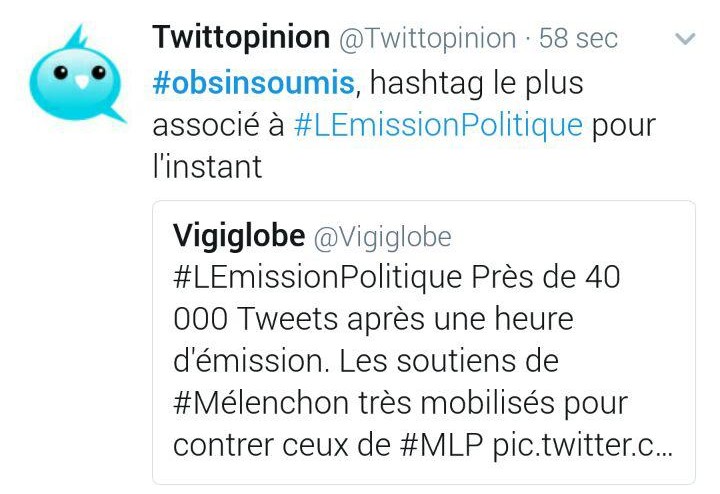 Twittopinion @Twittopinion · 58 sec
#obsinsoumis, hashtag le plus
associé à #LEmissionPolitique pour
l'instant
Vigiglobe @Vigiglobe
#LEmissionPolitique Près de 40
000 Tweets après une heure
d'émission. Les soutiens de
#Mélenchon très mobilisés pour
contrer ceux de #MLP pic.twitter.c...